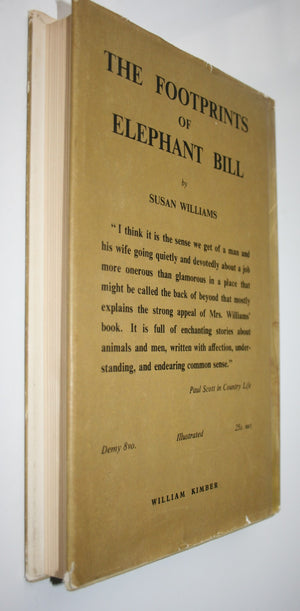 THE FOOTPRINTS
OF
ELEPHANT BILL
by
SUSAN WILLIAMS
“ I think it is the sense we get of a man and
his wife going quietly and devotedly about a job
more onerous than glamorous in a place that
might be called the back of beyond that mostly
explains the strong appeal of Mrs. Williams'
book. It is full of enchanting stories about
animals and men, written with affection, under-
standing, and endearing common sense.”
Paul Scott in Country Life
Demy 8vo. Illustrated 25s. net
WILLIAM KIMBER